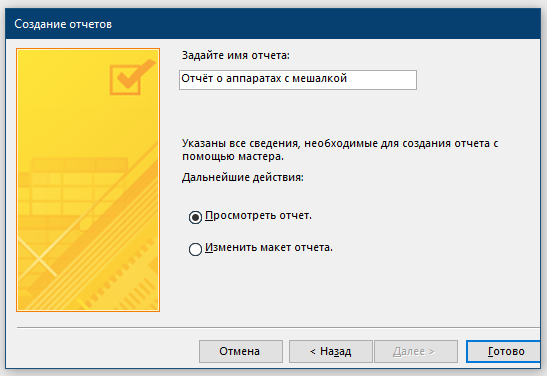 Создание отчетов
Задайте имя отчета:
Отчёт о аппаратах с мешалкой
Указаны все сведения, необходимые для создания отчета с
помощью мастера.
Дальнейшие действия:
Просмотреть отчет.
Изменить макет отчета.
Отмена
< Назад
Далее >
Готово